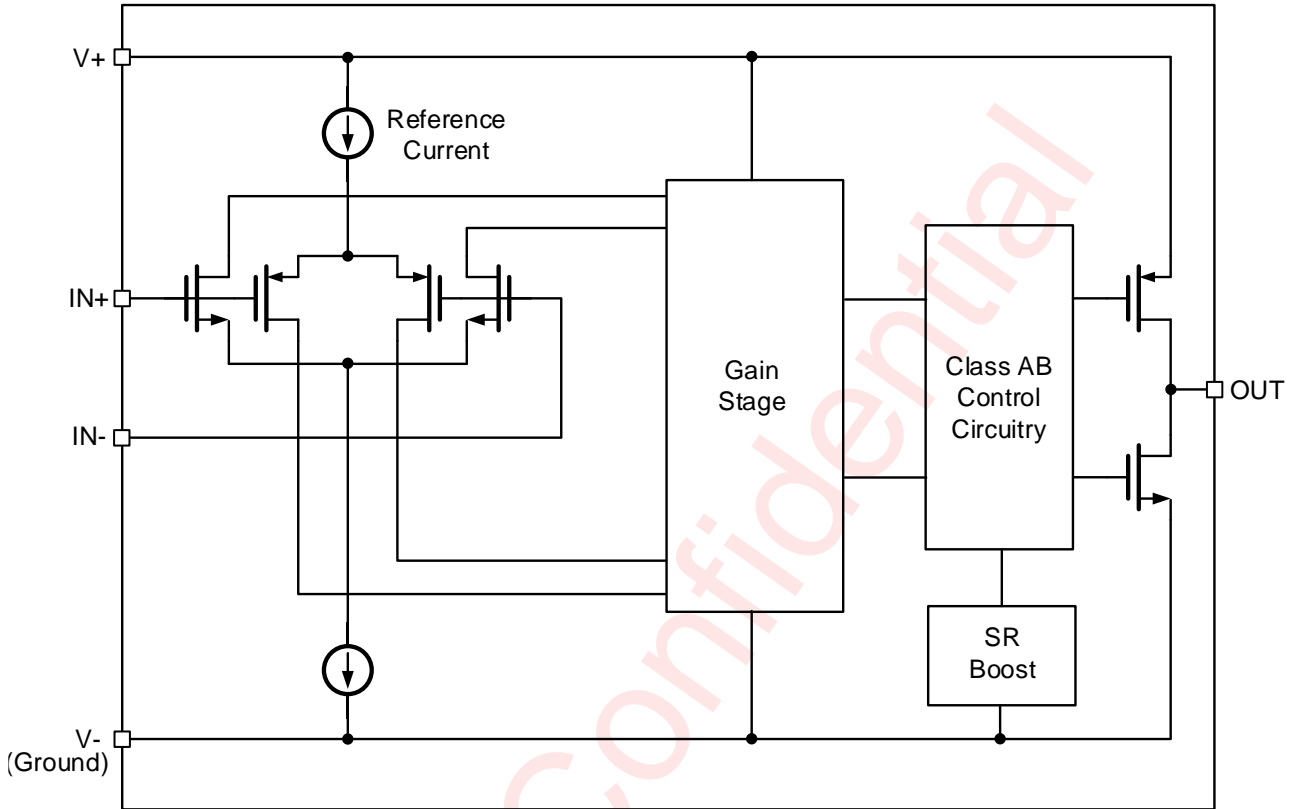 V+
Reference
Current
IN+
IN-
Gain
Stage
Class AB
Control
Circuitry
OUT
SR
Boost
V-
(Ground)
Confidential